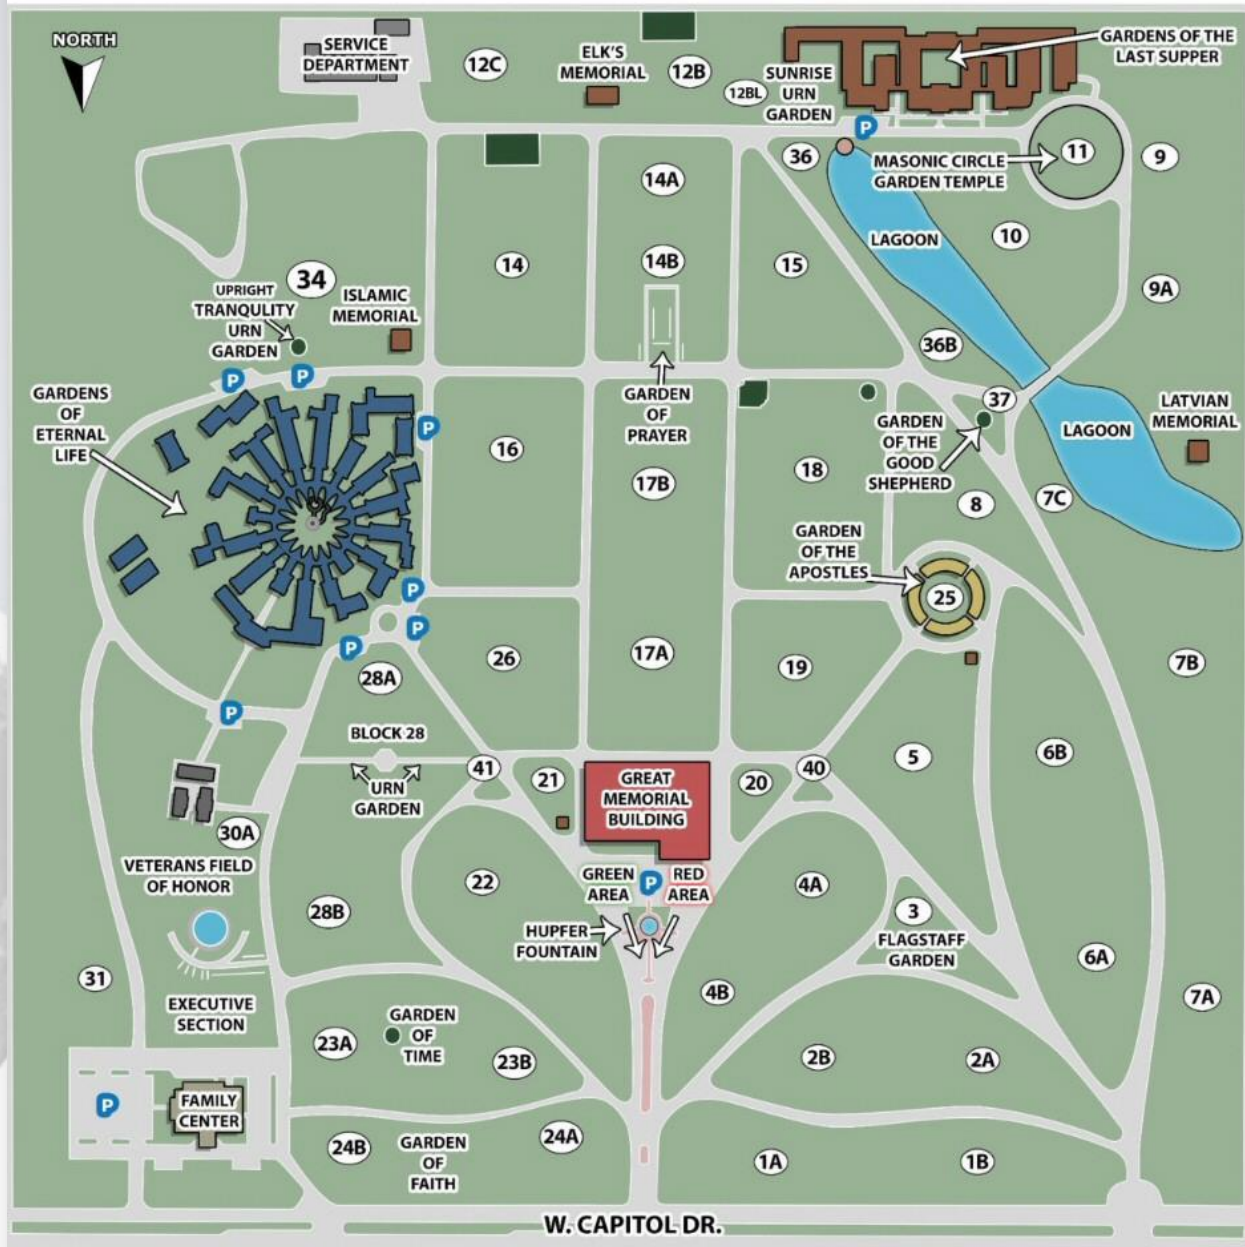 NORTH
SERVICE
DEPARTMENT
12C
ELK'S
MEMORIAL
12B
12BL
SUNRISE
URN
GARDEN
GARDENS OF THE
LAST SUPPER
P
36
MASONIC CIRCLE
GARDEN TEMPLE
11
9
14A
LAGOON
10
14
14B
15
9A
34
UPRIGHT
TRANQULITY
URN
GARDEN
ISLAMIC
MEMORIAL
36B
P
P
GARDENS
OF
ETERNAL
LIFE
P
GARDEN
OF
PRAYER
37
GARDEN
OF THE
GOOD
SHEPHERD
LAGOON
LATVIAN
MEMORIAL
16
17B
18
8
7C
GARDEN
OF THE
APOSTLES
25
P
P
P
28A
26
17A
19
7B
P
BLOCK 28
URN
GARDEN
41
21
GREAT
MEMORIAL
BUILDING
20
40
5
6B
30A
VETERANS FIELD
OF HONOR
28B
22
GREEN
AREA
P
RED
AREA
4A
3
FLAGSTAFF
GARDEN
HUPFER
FOUNTAIN
31
EXECUTIVE
SECTION
4B
6A
7A
23A
GARDEN
OF
TIME
23B
2B
2A
P
FAMILY
CENTER
24B
GARDEN
OF
FAITH
24A
1A
1B
W. CAPITOL DR.